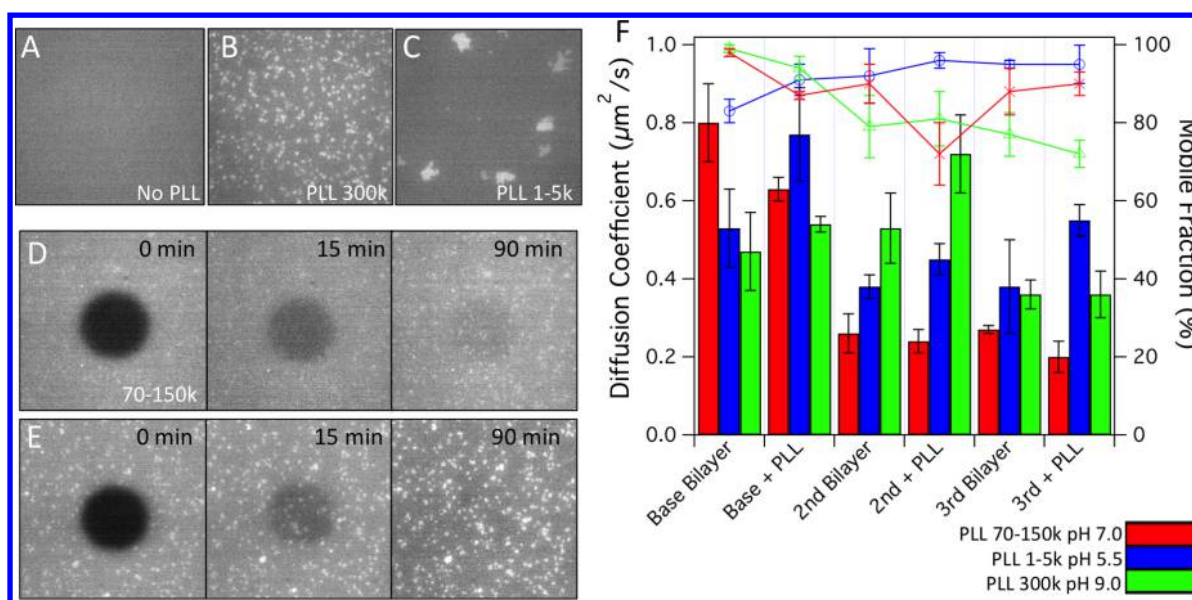 A
No PLL
B
PLL 300k
C
PLL 1-5k
D
0 min
70-150k
15 min
90 min
E
0 min
15 min
90 min
F
Diffusion Coefficient (μm²/s)
1.0
0.8
0.6
0.4
0.2
0.0
100
80
60
40
20
0
Mobile Fraction (%)
Base Bilayer
Base + PLL
2nd Bilayer
2nd + PLL
3rd Bilayer
3rd + PLL
PLL 70-150k pH 7.0
PLL 1-5k pH 5.5
PLL 300k pH 9.0